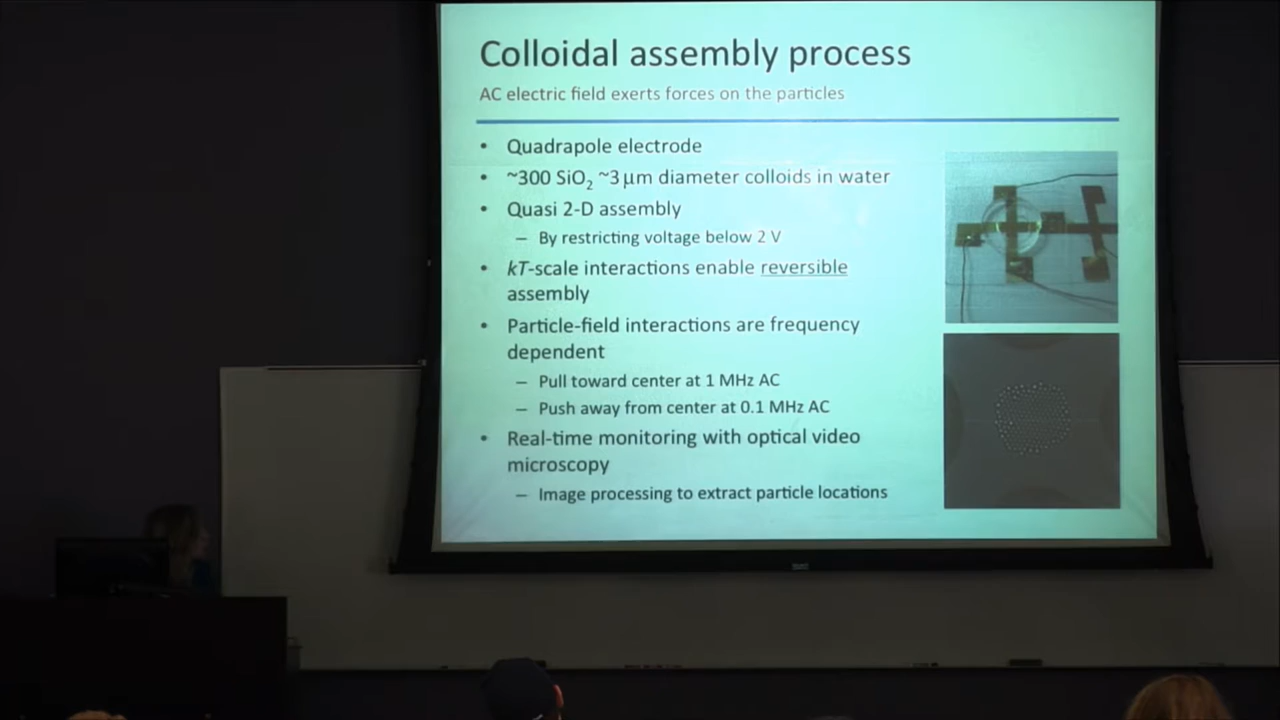 Colloidal assembly process
AC electric field exerts forces on the particles
• Quadrapole electrode
• ~300 SiO₂ ~3 μm diameter colloids in water
• Quasi 2-D assembly
– By restricting voltage below 2 V
• kT-scale interactions enable reversible
assembly
• Particle-field interactions are frequency
dependent
– Pull toward center at 1 MHz AC
– Push away from center at 0.1 MHz AC
• Real-time monitoring with optical video
microscopy
– Image processing to extract particle locations